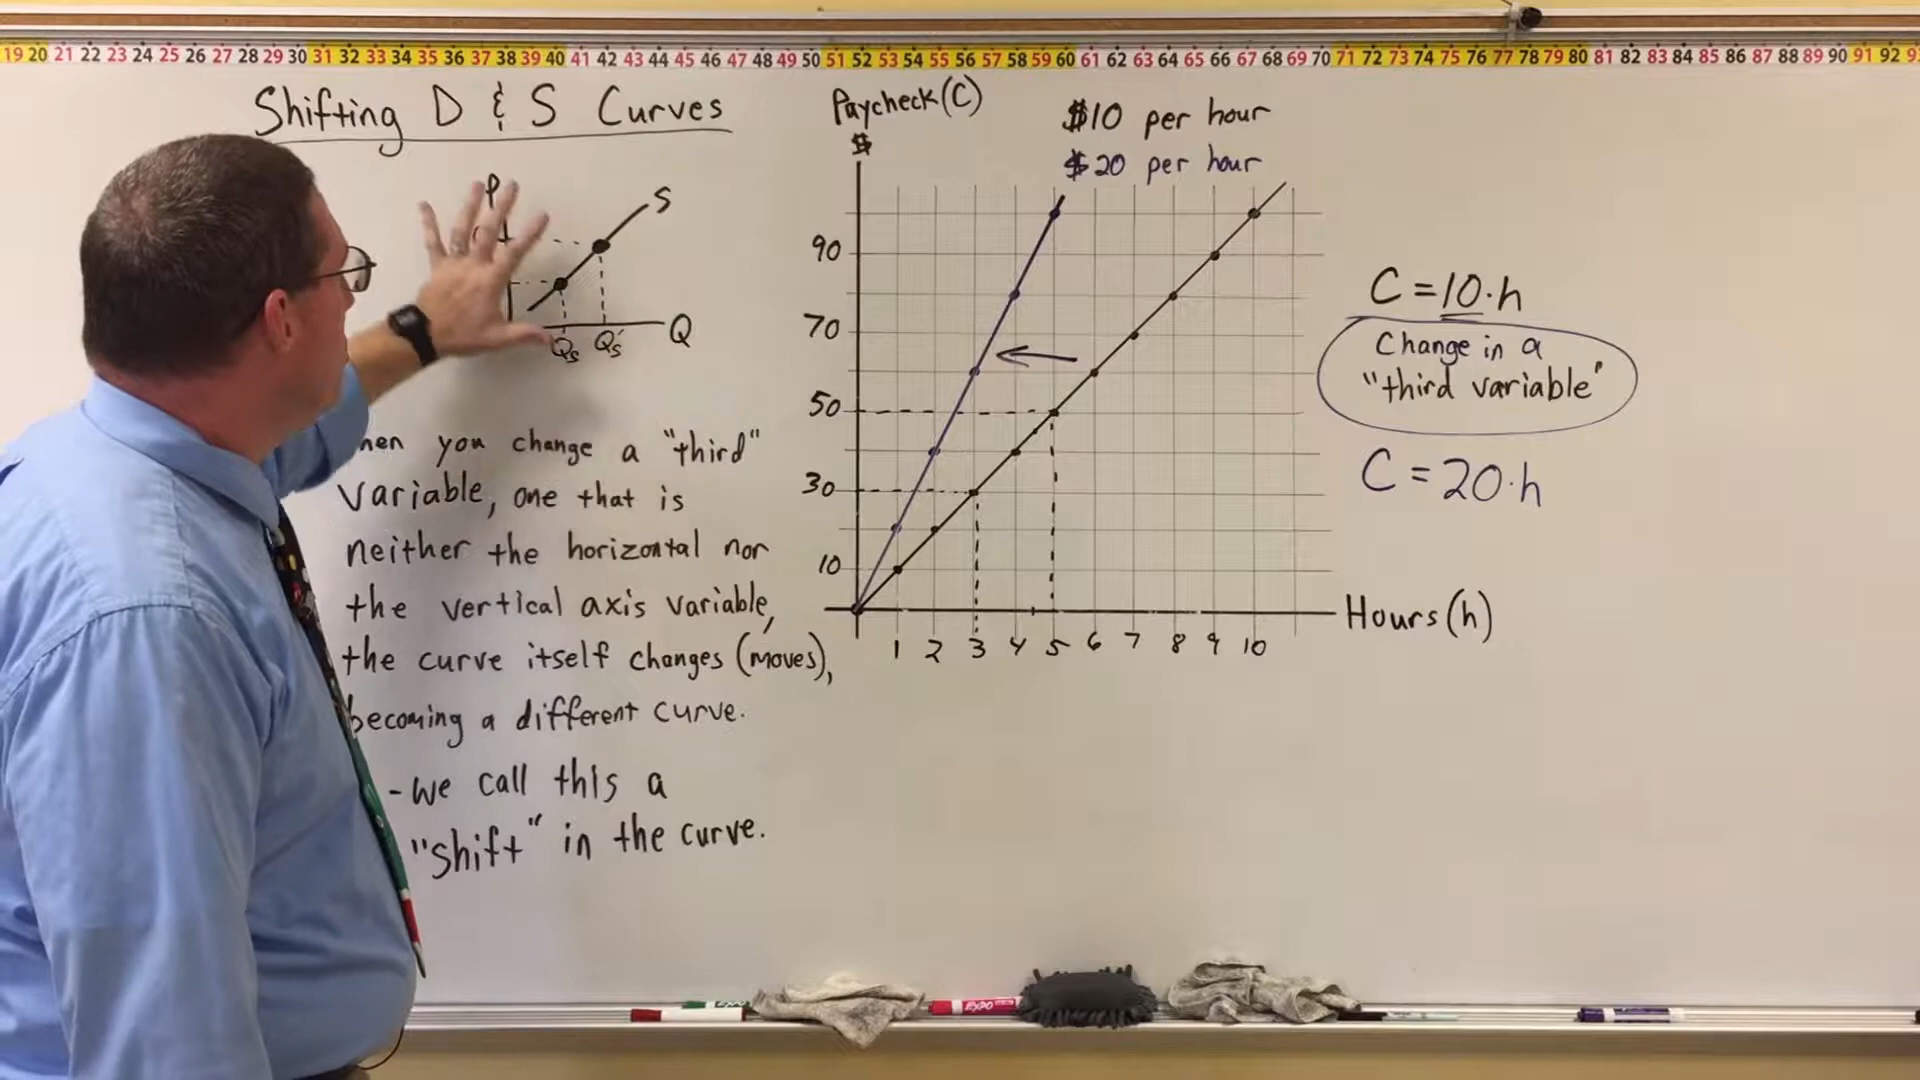 19 20 21 22 23 24 25 26 27 28 29 30 31 32 33 34 35 36 37 38 39 40 41 42 43 44 45 46 47 48 49 50 51 52 53 54 55 56 57 58 59 60 61 62 63 64 65 66 67 68 69 70 71 72 73 74 75 76 77 78 79 80 81 82 83 84 85 86 87 88 89 90 91 92
Shifting D & S Curves
P
S
Q
Qs Qs'
you change a "third"
variable, one that is
neither the horizontal nor
the vertical axis variable,
the curve itself changes (moves),
becoming a different curve.
- we call this a
"shift" in the curve.
Paycheck (C)
$
$10 per hour
$20 per hour
90
70
50
30
10
1 2 3 4 5 6 7 8 9 10
Hours (h)
C = 10·h
Change in a
"third variable"
C = 20·h
EXPO
EXPO